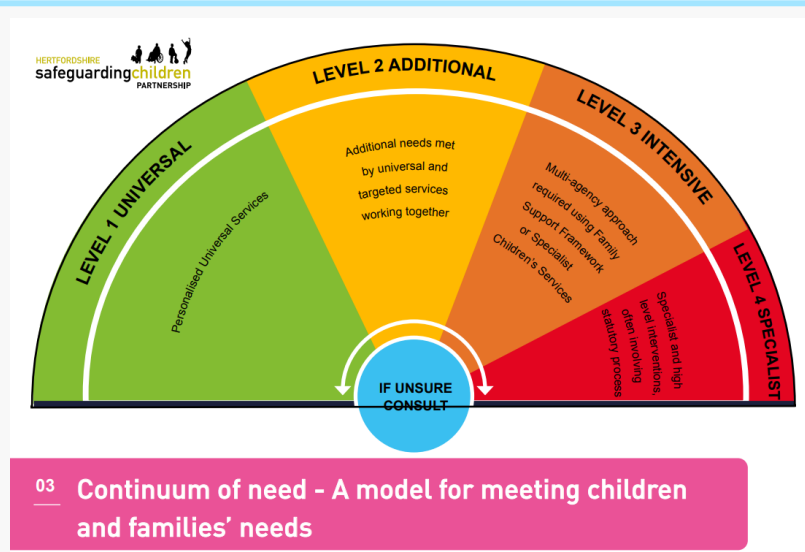 HERTFORDSHIRE
safeguardingchildren
PARTNERSHIP
LEVEL 1 UNIVERSAL
Personalised Universal Services
LEVEL 2 ADDITIONAL
Additional needs met
by universal and
targeted services
working together
LEVEL 3 INTENSIVE
Multi-agency approach
required using Family
Support Framework
or Specialist
Children's Services
LEVEL 4 SPECIALIST
Specialist and high
level interventions,
often involving
statutory process
IF UNSURE
CONSULT
03
Continuum of need - A model for meeting children
and families’ needs